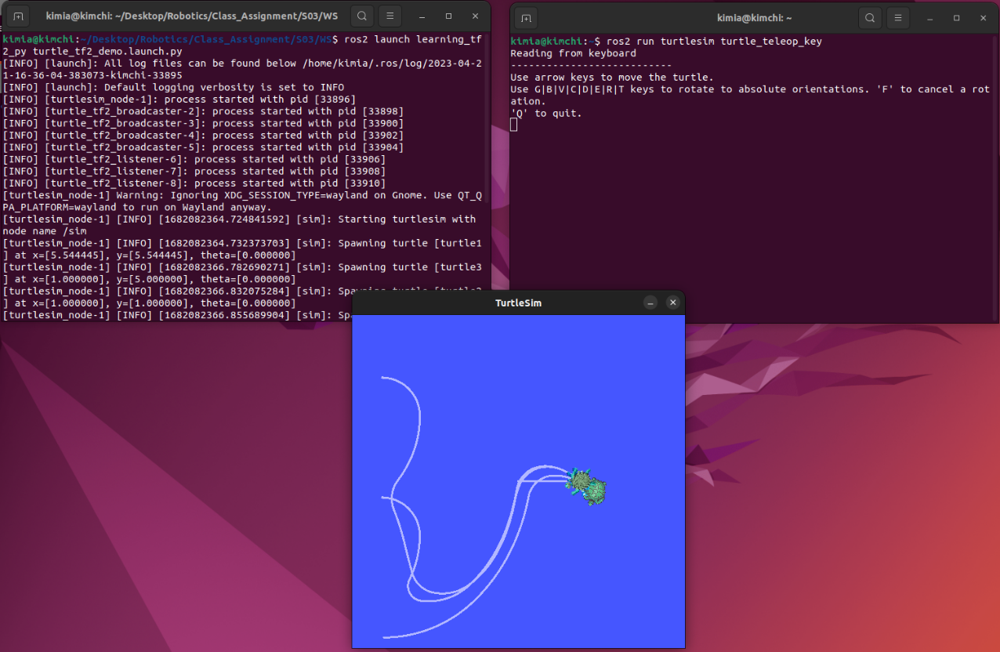 kimia@kimchi: ~/Desktop/Robotics/Class_Assignment/S03/WS
kimia@kimchi:~/Desktop/Robotics/Class_Assignment/S03/WS$ ros2 launch learning_tf
2_py turtle_tf2_demo.launch.py
[INFO] [launch]: All log files can be found below /home/kimia/.ros/log/2023-04-2
1-16-36-04-383073-kimchi-33895
[INFO] [launch]: Default logging verbosity is set to INFO
[INFO] [turtlesim_node-1]: process started with pid [33896]
[INFO] [turtle_tf2_broadcaster-2]: process started with pid [33898]
[INFO] [turtle_tf2_broadcaster-3]: process started with pid [33900]
[INFO] [turtle_tf2_broadcaster-4]: process started with pid [33902]
[INFO] [turtle_tf2_broadcaster-5]: process started with pid [33904]
[INFO] [turtle_tf2_listener-6]: process started with pid [33906]
[INFO] [turtle_tf2_listener-7]: process started with pid [33908]
[INFO] [turtle_tf2_listener-8]: process started with pid [33910]
[turtlesim_node-1] Warning: Ignoring XDG_SESSION_TYPE=wayland on Gnome. Use QT_Q
PA_PLATFORM=wayland to run on Wayland anyway.
[turtlesim_node-1] [INFO] [1682082364.724841592] [sim]: Starting turtlesim with
node name /sim
[turtlesim_node-1] [INFO] [1682082364.732373703] [sim]: Spawning turtle [turtle1
] at x=[5.544445], y=[5.544445], theta=[0.000000]
[turtlesim_node-1] [INFO] [1682082366.782690271] [sim]: Spawning turtle [turtle3
] at x=[1.000000], y=[5.000000], theta=[0.000000]
[turtlesim_node-1] [INFO] [1682082366.832075284] [sim]:
] at x=[1.000000], y=[1.000000], theta=[0.000000]
[turtlesim_node-1] [INFO] [1682082366.855689904] [sim]: Sp
kimia@kimchi: ~
kimia@kimchi:~$ ros2 run turtlesim turtle_teleop_key
Reading from keyboard
---------------------------
Use arrow keys to move the turtle.
Use G|B|V|C|D|E|R|T keys to rotate to absolute orientations. 'F' to cancel a rot
ation.
'Q' to quit.
TurtleSim